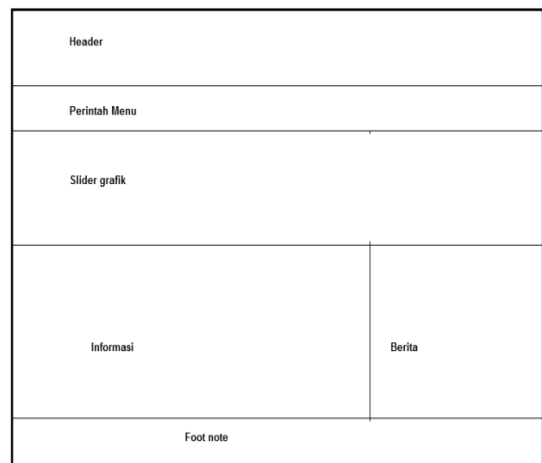 Header
Perintah Menu
Slider grafik
Informasi
Berita
Foot note